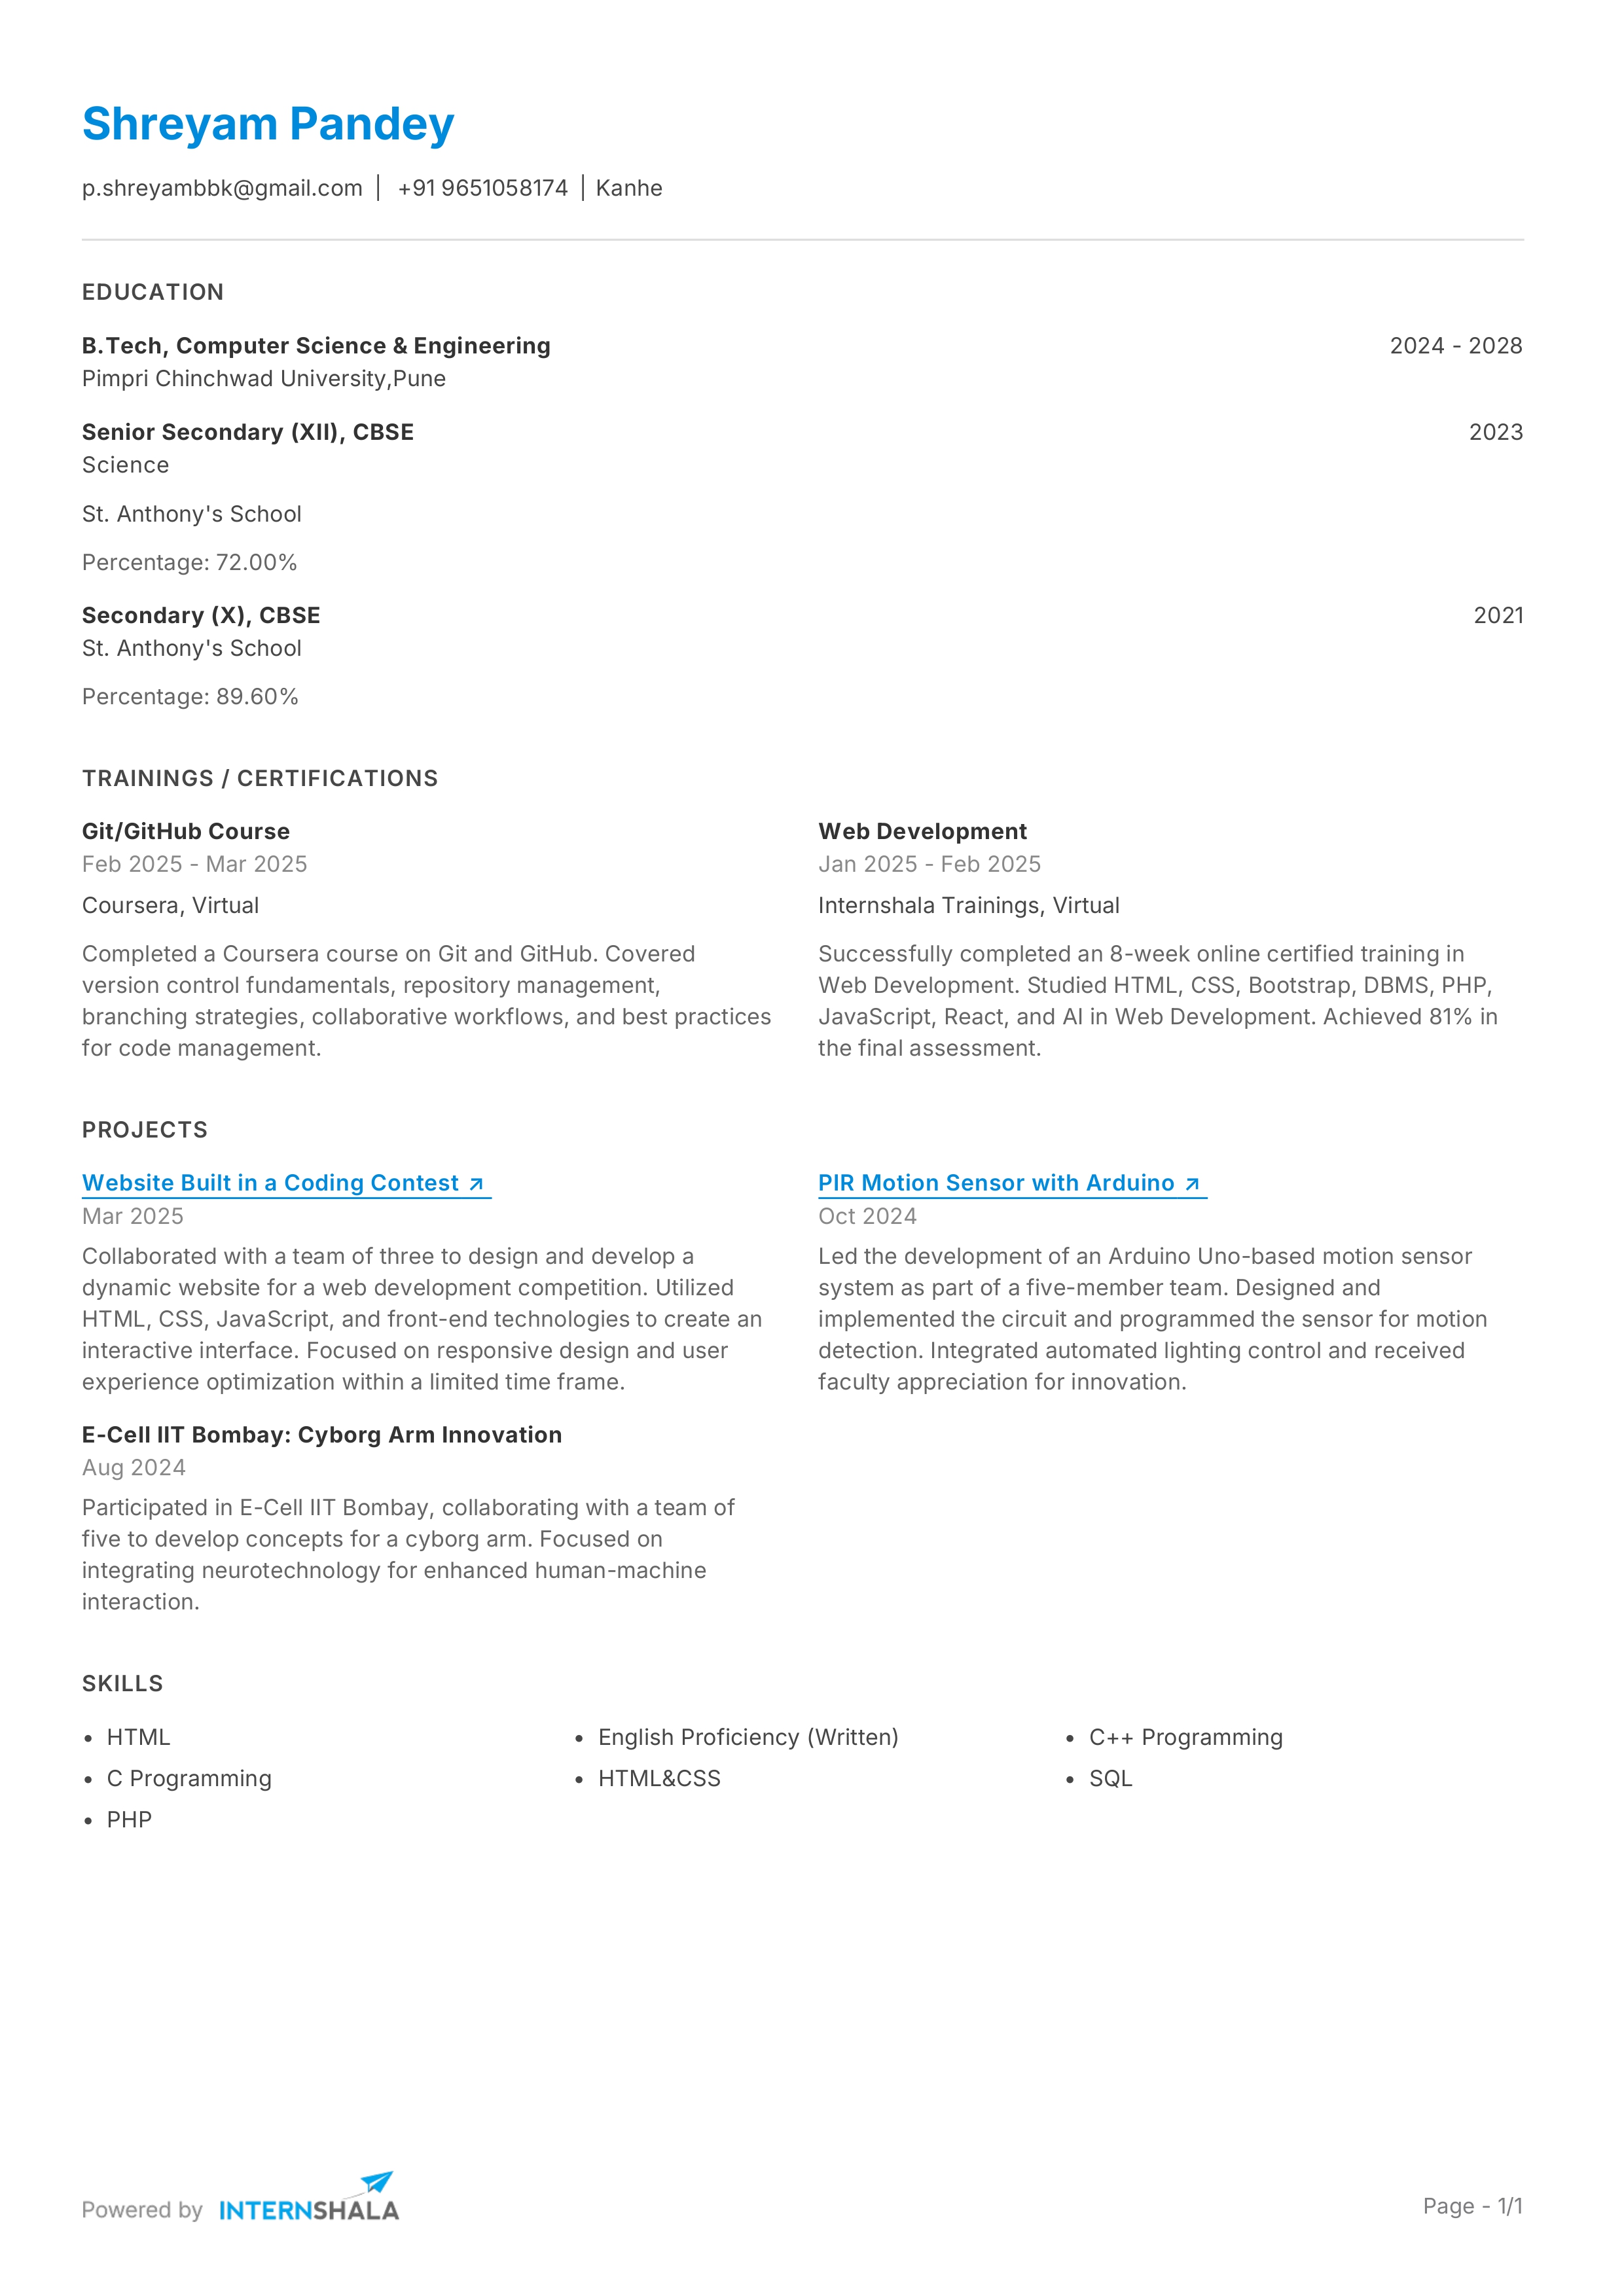 Shreyam Pandey
p.shreyambbk@gmail.com | +91 9651058174 | Kanhe
EDUCATION
B.Tech, Computer Science & Engineering 2024 - 2028
Pimpri Chinchwad University,Pune
Senior Secondary (XII), CBSE 2023
Science
St. Anthony's School
Percentage: 72.00%
Secondary (X), CBSE 2021
St. Anthony's School
Percentage: 89.60%
TRAININGS / CERTIFICATIONS
Git/GitHub Course
Feb 2025 - Mar 2025
Coursera, Virtual
Completed a Coursera course on Git and GitHub. Covered
version control fundamentals, repository management,
branching strategies, collaborative workflows, and best practices
for code management.
Web Development
Jan 2025 - Feb 2025
Internshala Trainings, Virtual
Successfully completed an 8-week online certified training in
Web Development. Studied HTML, CSS, Bootstrap, DBMS, PHP,
JavaScript, React, and AI in Web Development. Achieved 81% in
the final assessment.
PROJECTS
Website Built in a Coding Contest ↗
Mar 2025
Collaborated with a team of three to design and develop a
dynamic website for a web development competition. Utilized
HTML, CSS, JavaScript, and front-end technologies to create an
interactive interface. Focused on responsive design and user
experience optimization within a limited time frame.
PIR Motion Sensor with Arduino ↗
Oct 2024
Led the development of an Arduino Uno-based motion sensor
system as part of a five-member team. Designed and
implemented the circuit and programmed the sensor for motion
detection. Integrated automated lighting control and received
faculty appreciation for innovation.
E-Cell IIT Bombay: Cyborg Arm Innovation
Aug 2024
Participated in E-Cell IIT Bombay, collaborating with a team of
five to develop concepts for a cyborg arm. Focused on
integrating neurotechnology for enhanced human-machine
interaction.
SKILLS
• HTML • English Proficiency (Written) • C++ Programming
• C Programming • HTML&CSS • SQL
• PHP
Powered by INTERNSHALA Page - 1/1